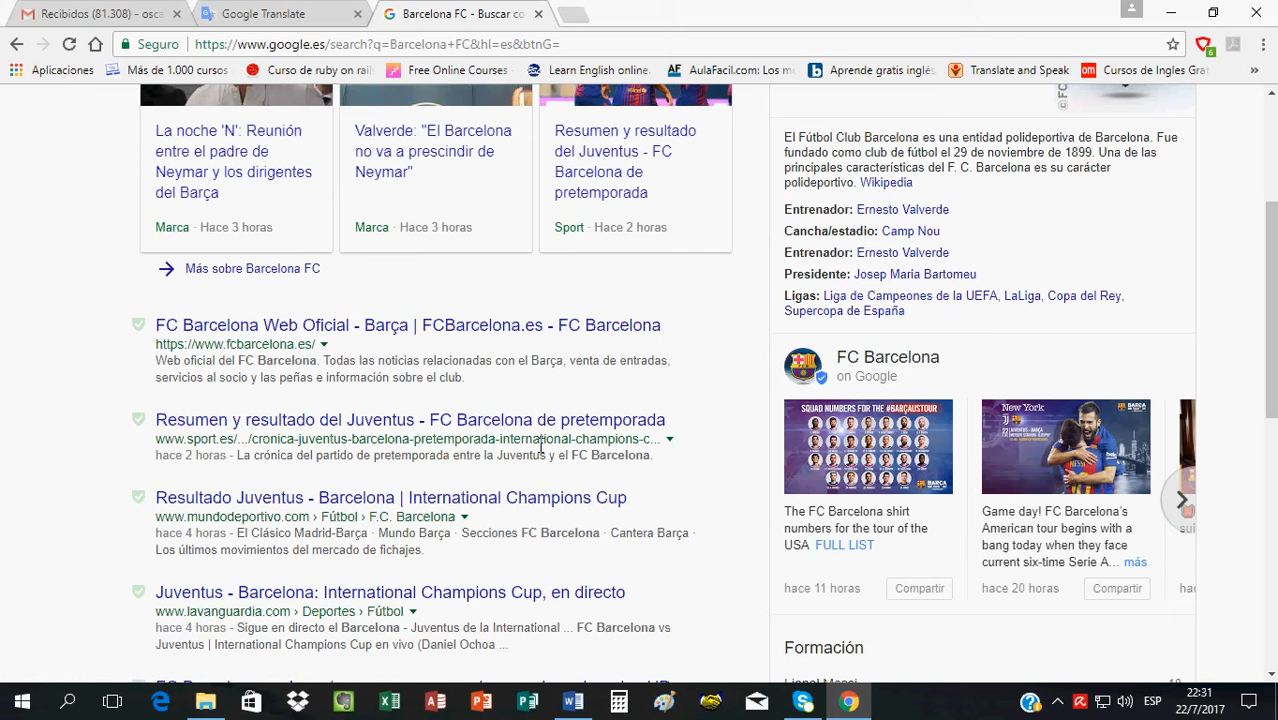 Recibidos (81.308) - osca
Google Translate
Barcelona FC - Buscar co
Seguro
https://www.google.es/search?q=Barcelona+FC&hl=es&btnG=
Aplicaciones
Más de 1.000 cursos
Curso de ruby on rail
Free Online Courses
Learn English online.
AulaFacil.com: Los me
Aprende gratis inglés
Translate and Speak
Cursos de Ingles Grat
La noche 'N': Reunión
entre el padre de
Neymar y los dirigentes
del Barça
Marca · Hace 3 horas
Valverde: "El Barcelona
no va a prescindir de
Neymar"
Marca · Hace 3 horas
Resumen y resultado
del Juventus - FC
Barcelona de
pretemporada
Sport · Hace 2 horas
Más sobre Barcelona FC
FC Barcelona Web Oficial - Barça | FCBarcelona.es - FC Barcelona
https://www.fcbarcelona.es/
Web oficial del FC Barcelona. Todas las noticias relacionadas con el Barça, venta de entradas,
servicios al socio y las peñas e información sobre el club.
Resumen y resultado del Juventus - FC Barcelona de pretemporada
www.sport.es/.../cronica-juventus-barcelona-pretemporada-international-champions-c...
hace 2 horas - La crónica del partido de pretemporada entre la Juventus y el FC Barcelona.
Resultado Juventus - Barcelona | International Champions Cup
www.mundodeportivo.com › Fútbol › F.C. Barcelona
hace 4 horas - El Clásico Madrid-Barça · Mundo Barça · Secciones FC Barcelona · Cantera Barça ·
Los últimos movimientos del mercado de fichajes.
Juventus - Barcelona: International Champions Cup, en directo
www.lavanguardia.com › Deportes › Fútbol
hace 4 horas - Sigue en directo el Barcelona - Juventus de la International ... FC Barcelona vs
Juventus | International Champions Cup en vivo (Daniel Ochoa ...
© FC
El Fútbol Club Barcelona es una entidad polideportiva de Barcelona. Fue
fundado como club de fútbol el 29 de noviembre de 1899. Una de las
principales características del F. C. Barcelona es su carácter
polideportivo. Wikipedia
Entrenador: Ernesto Valverde
Cancha/estadio: Camp Nou
Entrenador: Ernesto Valverde
Presidente: Josep Maria Bartomeu
Ligas: Liga de Campeones de la UEFA, LaLiga, Copa del Rey,
Supercopa de España
FC Barcelona
on Google
SQUAD NUMBERS FOR THE #BARÇAUSTOUR
The FC Barcelona shirt
numbers for the tour of the
USA FULL LIST
hace 11 horas
Compartir
New York
MESSI
Game day! FC Barcelona's
American tour begins with a
bang today when they face
current six-time Serie A... más
hace 20 horas
Compartir
Formación
ESP
22:31
22/7/2017